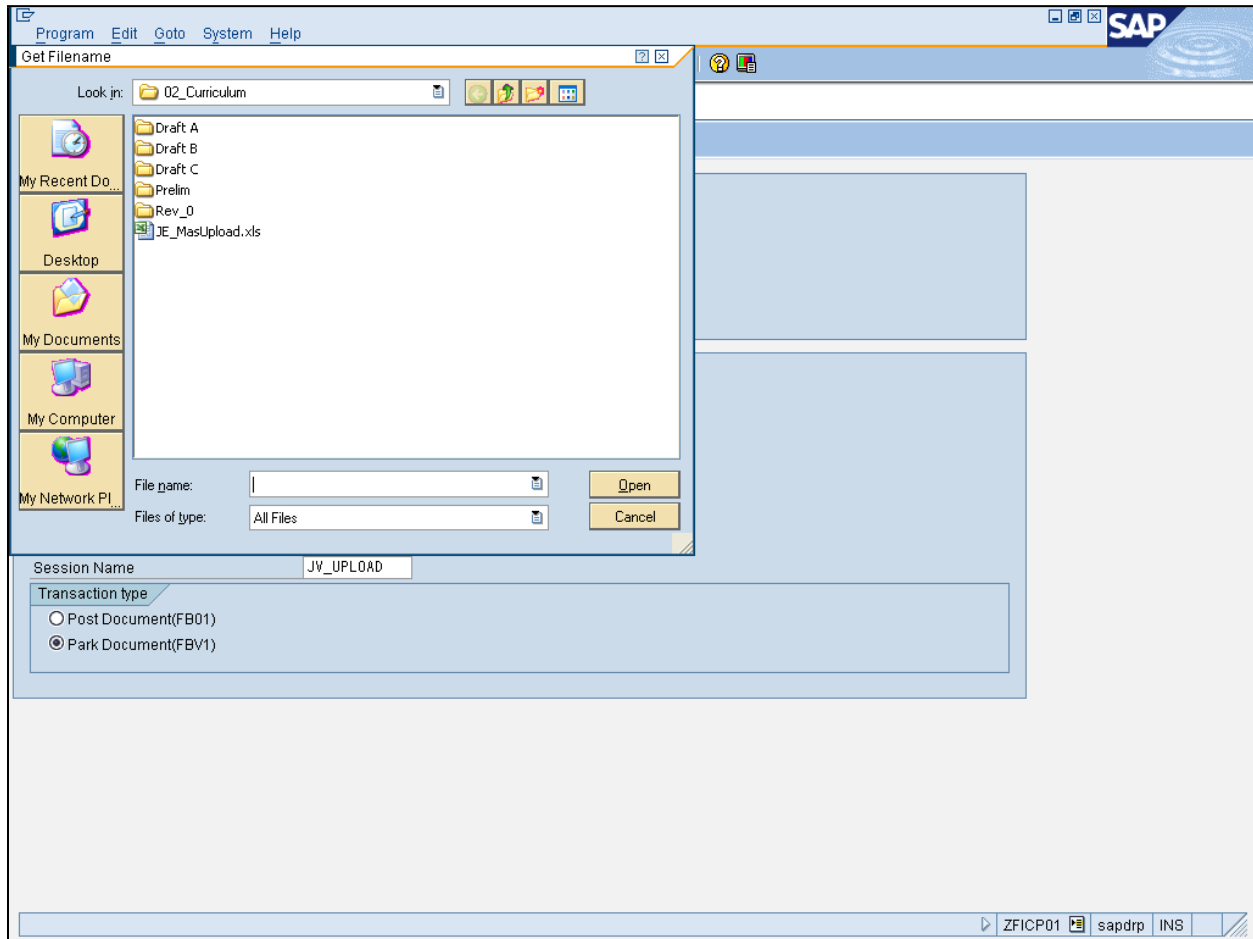 Program Edit Goto System Help
SAP
Get Filename
Look in: 02_Curiculum
Draft A
Draft B
Draft C
Prelim
Rev_0
JE_MasUpload.xls
My Recent Do...
Desktop
My Documents
My Computer
My Network Pl...
File name: Open
Files of type: All Files Cancel
Session Name JV_UPLOAD
Transaction type
Post Document(FB01)
Park Document(FBV1)
ZFICP01 sapdrp INS